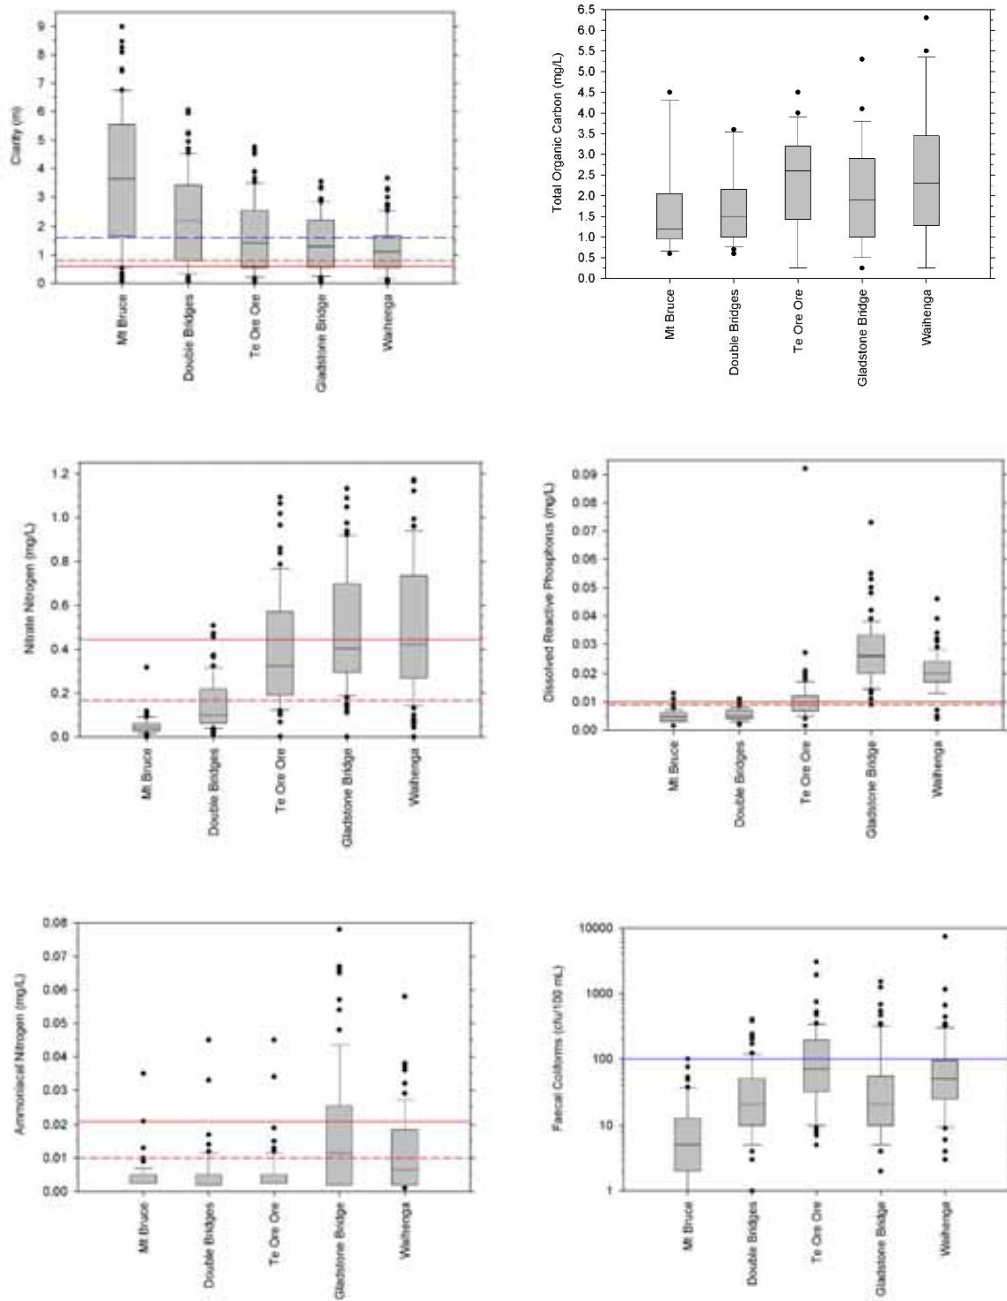 Clarity (m)
9
8
7
6
5
4
3
2
1
0
Mt Bruce
Double Bridges
Te Ore Ore
Gladstone Bridge
Waihenga
Total Organic Carbon (mg/L)
6.5
6.0
5.5
5.0
4.5
4.0
3.5
3.0
2.5
2.0
1.5
1.0
0.5
0.0
Mt Bruce
Double Bridges
Te Ore Ore
Gladstone Bridge
Waihenga
Nitrate Nitrogen (mg/L)
1.2
1.0
0.8
0.6
0.4
0.2
0.0
Mt Bruce
Double Bridges
Te Ore Ore
Gladstone Bridge
Waihenga
Dissolved Reactive Phosphorus (mg/L)
0.09
0.08
0.07
0.06
0.05
0.04
0.03
0.02
0.01
0.00
Mt Bruce
Double Bridges
Te Ore Ore
Gladstone Bridge
Waihenga
Ammoniacal Nitrogen (mg/L)
0.08
0.07
0.06
0.05
0.04
0.03
0.02
0.01
0.00
Mt Bruce
Double Bridges
Te Ore Ore
Gladstone Bridge
Waihenga
Faecal Coliforms (cfu/100 mL)
10000
1000
100
10
1
Mt Bruce
Double Bridges
Te Ore Ore
Gladstone Bridge
Waihenga